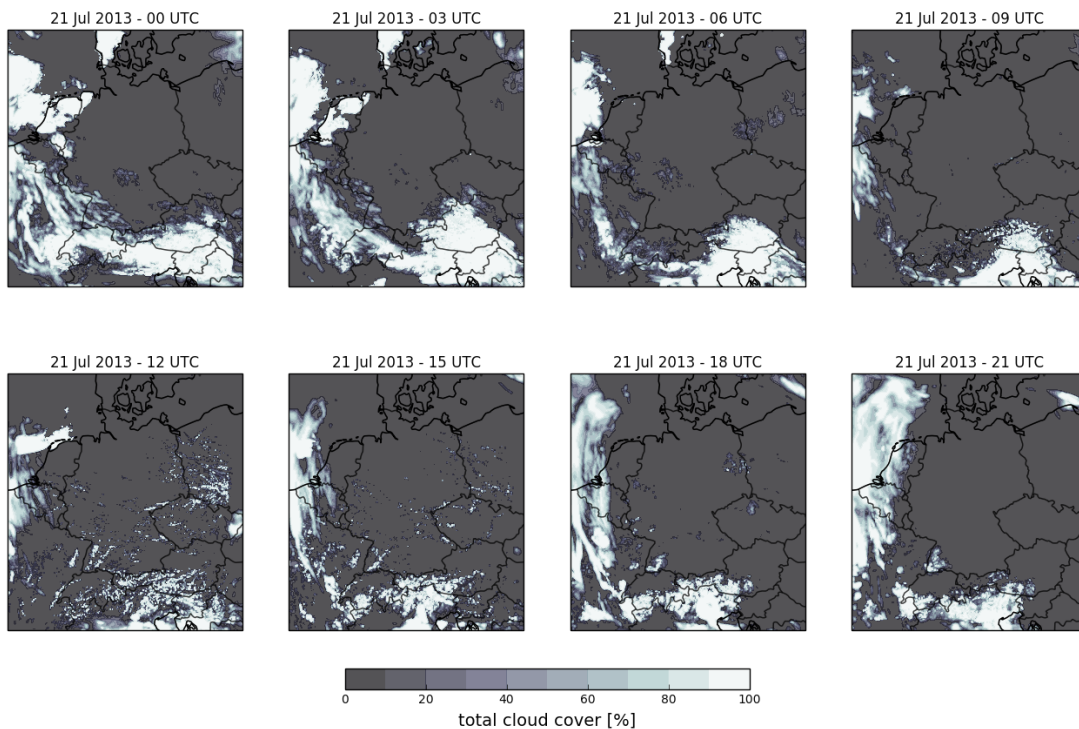 21 Jul 2013 - 00 UTC
21 Jul 2013 - 03 UTC
21 Jul 2013 - 06 UTC
21 Jul 2013 - 09 UTC
21 Jul 2013 - 12 UTC
21 Jul 2013 - 15 UTC
21 Jul 2013 - 18 UTC
21 Jul 2013 - 21 UTC
0 20 40 60 80 100
total cloud cover [%]